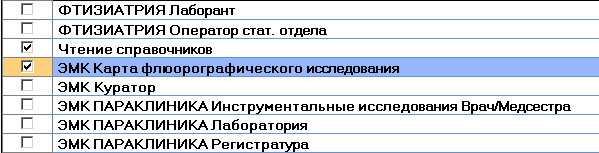 ФТИЗИАТРИЯ Лаборант
ФТИЗИАТРИЯ Оператор стат. отдела
Чтение справочников
ЭМК Карта флюорографического исследования
ЭМК Куратор
ЭМК ПАРАКЛИНИКА Инструментальные исследования Врач/Медсестра
ЭМК ПАРАКЛИНИКА Лаборатория
ЭМК ПАРАКЛИНИКА Регистратура